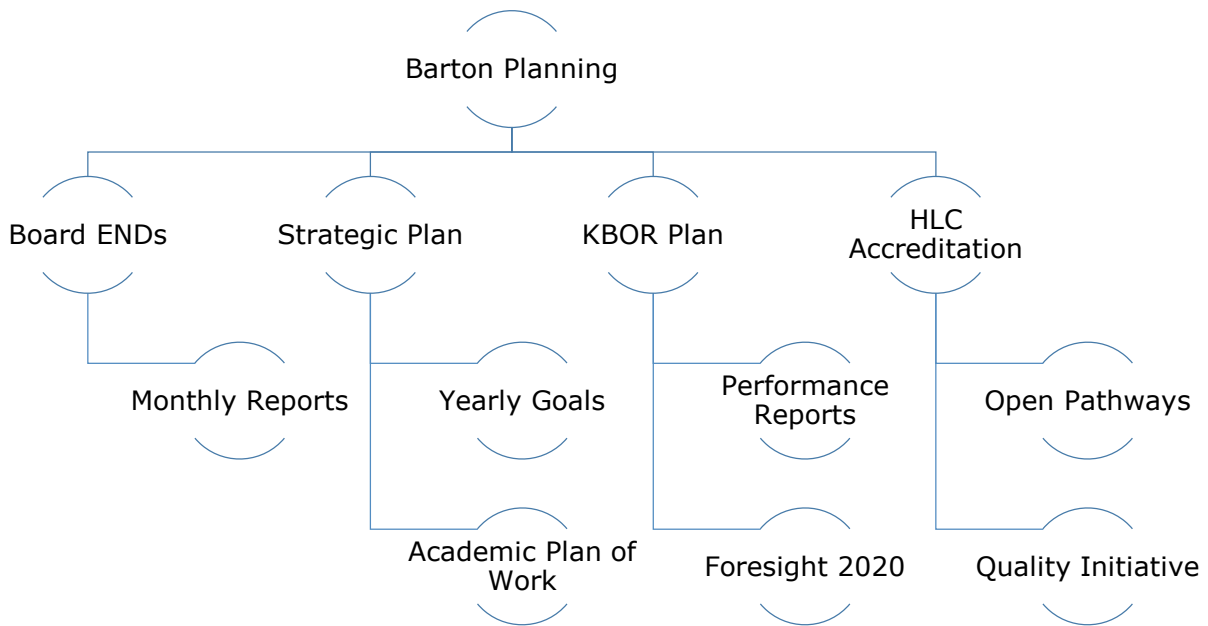 Barton Planning
Board ENDs
Strategic Plan
KBOR Plan
HLC
Accreditation
Monthly Reports
Yearly Goals
Performance
Reports
Open Pathways
Academic Plan of
Work
Foresight 2020
Quality Initiative